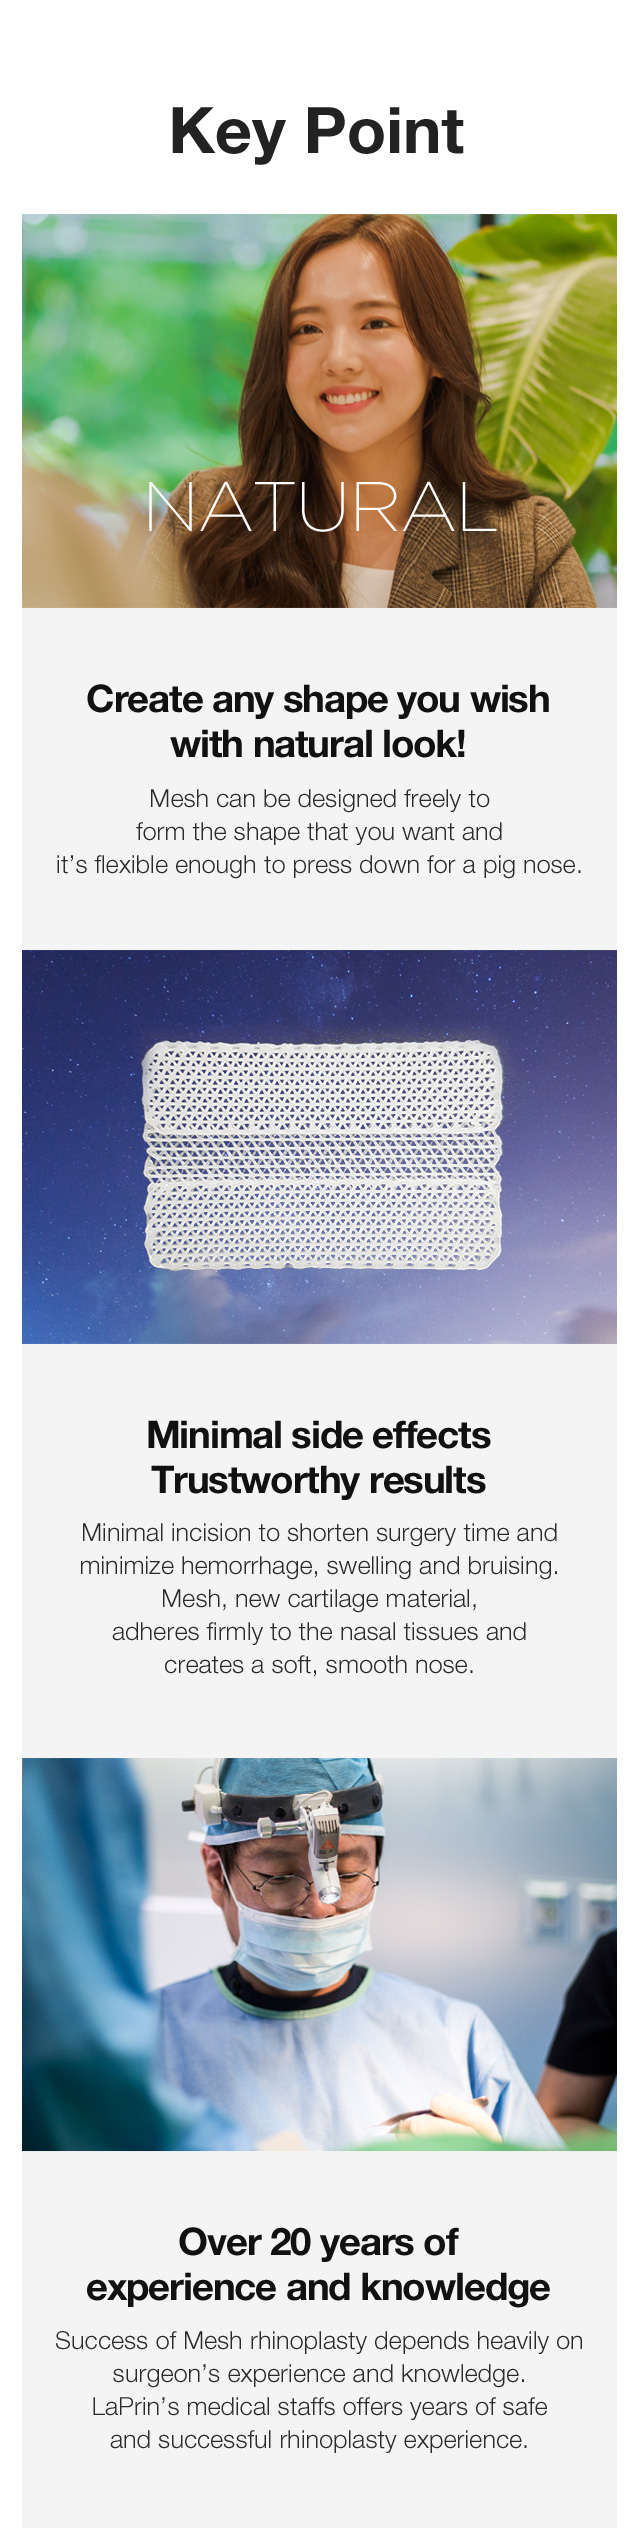 Key Point
NATURAL
Create any shape you wish
with natural look!
Mesh can be designed freely to
form the shape that you want and
it’s flexible enough to press down for a pig nose.
Minimal side effects
Trustworthy results
Minimal incision to shorten surgery time and
minimize hemorrhage, swelling and bruising.
Mesh, new cartilage material,
adheres firmly to the nasal tissues and
creates a soft, smooth nose.
Over 20 years of
experience and knowledge
Success of Mesh rhinoplasty depends heavily on
surgeon’s experience and knowledge.
LaPrin’s medical staffs offers years of safe
and successful rhinoplasty experience.